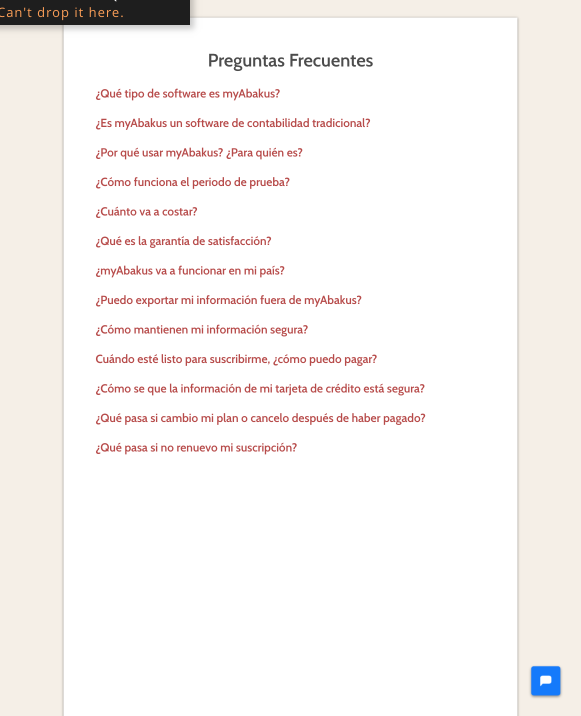 Can't drop it here.
Preguntas Frecuentes
¿Qué tipo de software es myAbakus?
¿Es myAbakus un software de contabilidad tradicional?
¿Por qué usar myAbakus? ¿Para quién es?
¿Cómo funciona el periodo de prueba?
¿Cuánto va a costar?
¿Qué es la garantía de satisfacción?
¿myAbakus va a funcionar en mi país?
¿Puedo exportar mi información fuera de myAbakus?
¿Cómo mantienen mi información segura?
Cuándo esté listo para suscribirme, ¿cómo puedo pagar?
¿Cómo se que la información de mi tarjeta de crédito está segura?
¿Qué pasa si cambio mi plan o cancelo después de haber pagado?
¿Qué pasa si no renuevo mi suscripción?